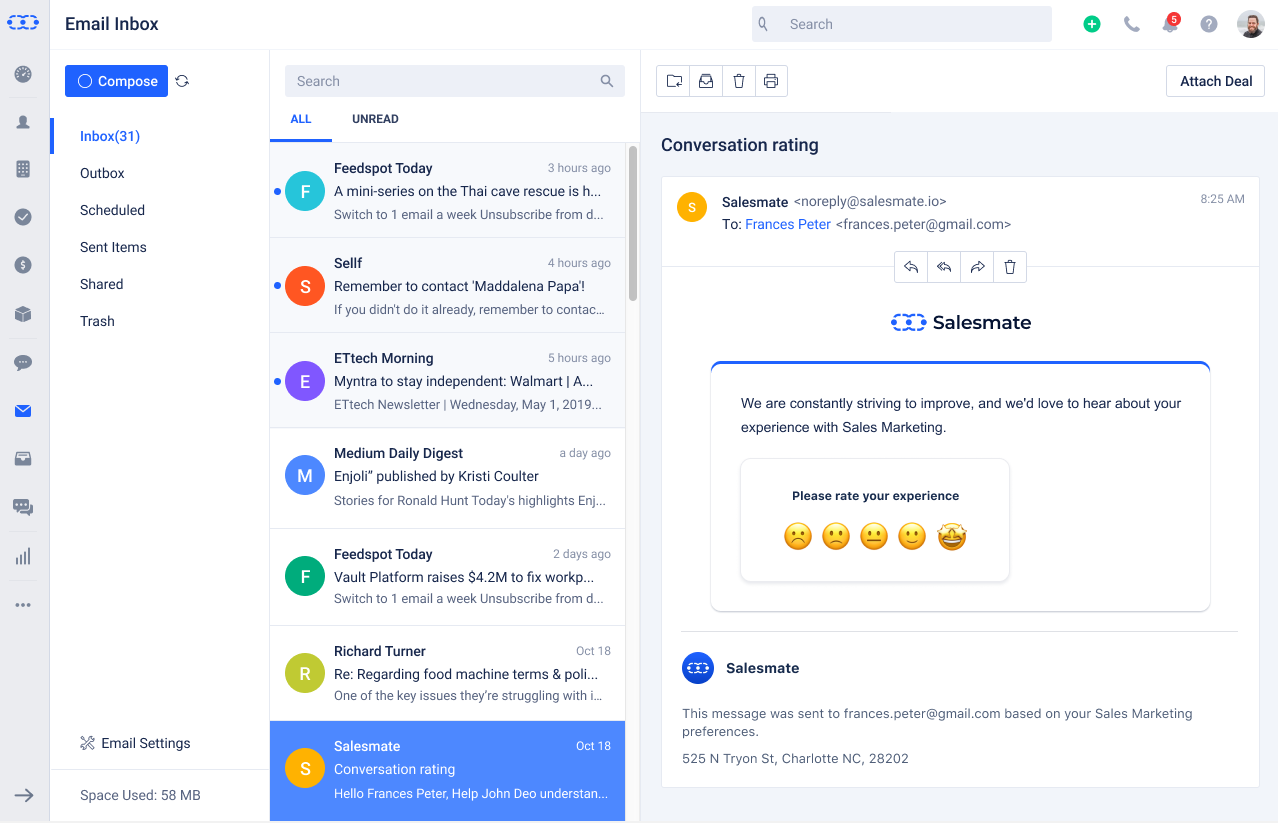 Email Inbox
Search
5
?
Compose
Inbox(31)
Outbox
Scheduled
Sent Items
Shared
Trash
Email Settings
Space Used: 58 MB
$
Search
ALL
UNREAD
F
Feedspot Today
3 hours ago
A mini-series on the Thai cave rescue is h...
Switch to 1 email a week Unsubscribe from d...
S
Sellf
4 hours ago
Remember to contact 'Maddalena Papa'!
If you didn't do it already, remember to contac...
E
ETtech Morning
5 hours ago
Myntra to stay independent: Walmart | A...
ETtech Newsletter | Wednesday, May 1, 2019...
M
Medium Daily Digest
a day ago
Enjoli” published by Kristi Coulter
Stories for Ronald Hunt Today's highlights Enj...
F
Feedspot Today
2 days ago
Vault Platform raises $4.2M to fix workp...
Switch to 1 email a week Unsubscribe from d...
R
Richard Turner
Oct 18
Re: Regarding food machine terms & poli...
One of the key issues they’re struggling with i...
S
Salesmate
Oct 18
Conversation rating
Hello Frances Peter, Help John Deo understan...
Attach Deal
Conversation rating
S
Salesmate <noreply@salesmate.io>
8:25 AM
To: Frances Peter <frances.peter@gmail.com>
Salesmate
We are constantly striving to improve, and we'd love to hear about your
experience with Sales Marketing.
Please rate your experience
Salesmate
This message was sent to frances.peter@gmail.com based on your Sales Marketing
preferences.
525 N Tryon St, Charlotte NC, 28202